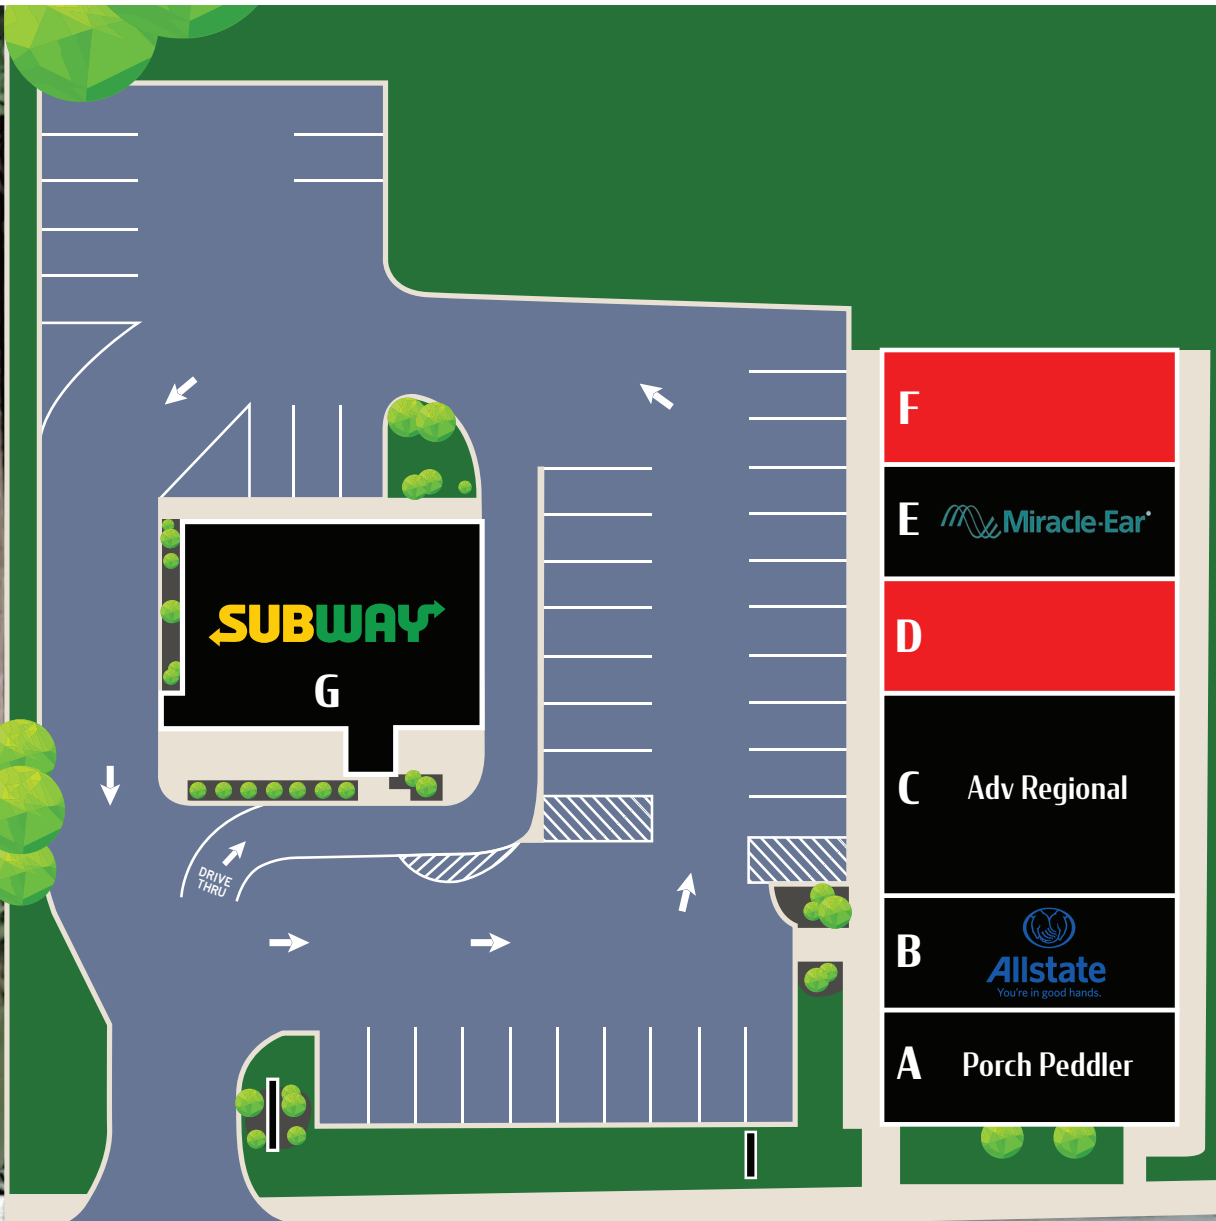 F
E Miracle-Ear
D
SUBWAY
G
C Adv Regional
DRIVE
THRU
B Allstate
You're in good hands.
A Porch Peddler